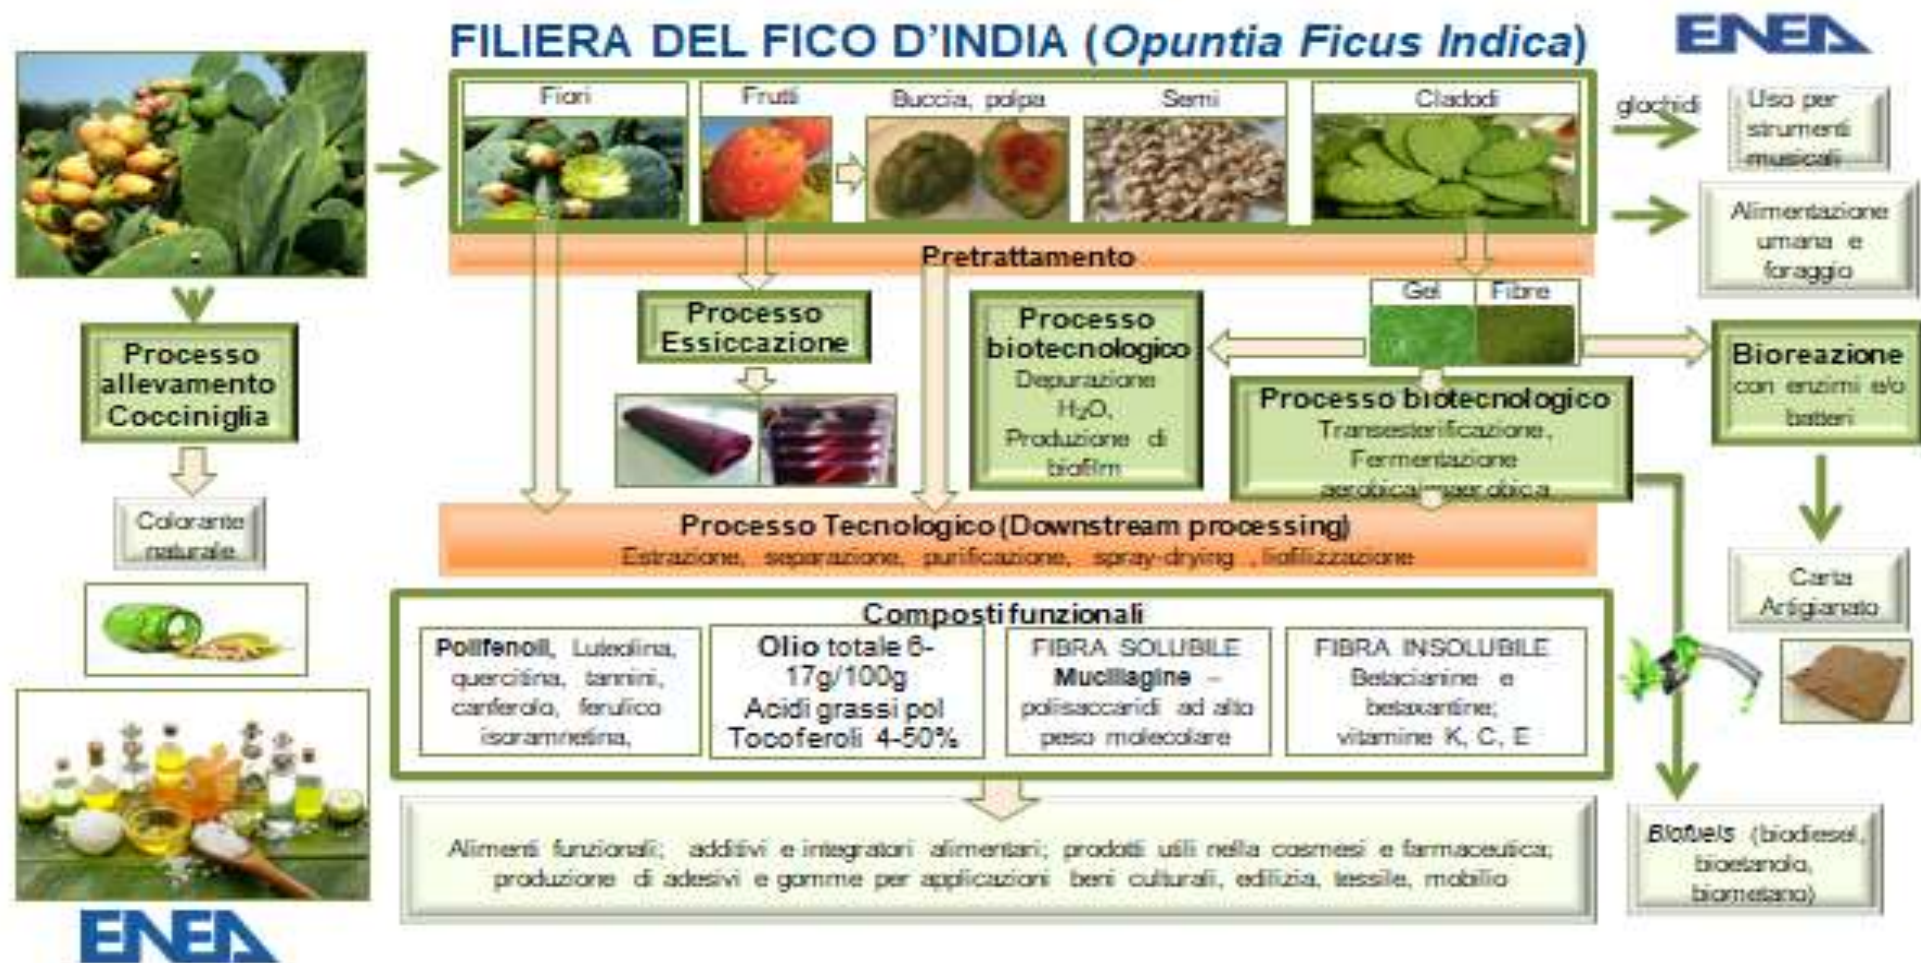 FILIERA DEL FICO D'INDIA (Opuntia Ficus Indica)
ENEA
Fiori
Frutti
Buccia, polpa
Semi
Cladodi
glochidi
Uso per
strumenti
musicali
Alimentazione
umana e
foraggio
Pretrattamento
Gel
Fibre
Processo
allevamento
Cocciniglia
Processo
Essiccazione
Processo
biotecnologico
Depurazione
H₂O,
Produzione di
biofilm
Processo biotecnologico
Transesterificazione,
Fermentazione
aerobica/anaerobica
Bioreazione
con enzimi e/o
batteri
Colorante
naturale
Processo Tecnologico (Downstream processing)
Estrazione, separazione, purificazione, spray-drying ,liofilizzazione
Carta
Artigianato
Composti funzionali
Polifenoli, Luteolina,
quercitina, tannini,
canferolo, ferulico
isoramnetina,
Olio totale 6-
17g/100g
Acidi grassi pol
Tocoferoli 4-50%
FIBRA SOLUBILE
Mucillagine –
polisaccaridi ad alto
peso molecolare
FIBRA INSOLUBILE
Betacianine e
betaxantine;
vitamine K, C, E
Alimenti funzionali; additivi e integratori alimentari; prodotti utili nella cosmesi e farmaceutica;
produzione di adesivi e gomme per applicazioni beni culturali, edilizia, tessile, mobilio
Biofuels (biodiesel,
bioetanolo,
biometano)
ENEA